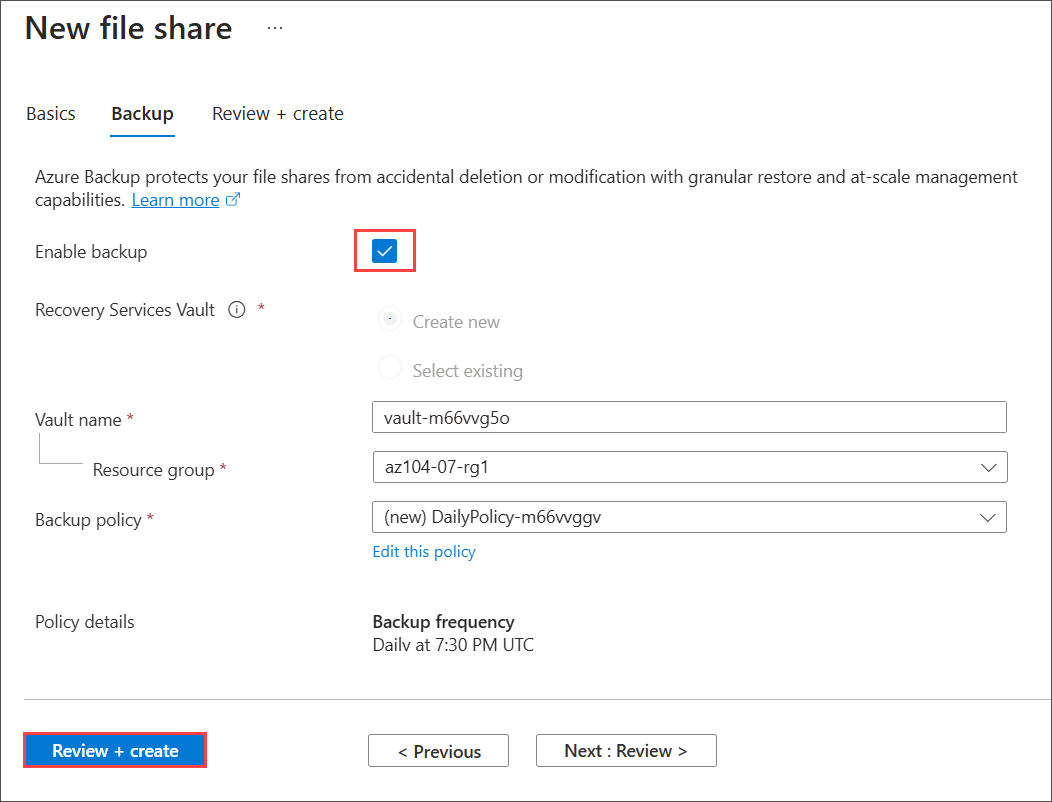 New file share ...
Basics Backup Review + create
Azure Backup protects your file shares from accidental deletion or modification with granular restore and at-scale management
capabilities. Learn more
Enable backup
Recovery Services Vault *
Create new
Select existing
Vault name *
vault-m66vvg5o
Resource group *
az104-07-rg1
Backup policy *
(new) DailyPolicy-m66vvggv
Edit this policy
Policy details
Backup frequency
Daily at 7:30 PM UTC
Review + create
< Previous
Next : Review >